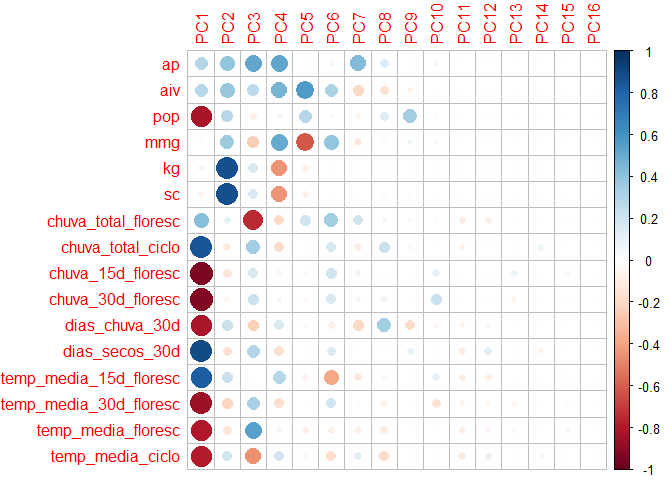 PC1 PC2 PC3 PC4 PC5 PC6 PC7 PC8 PC9 PC10 PC11 PC12 PC13 PC14 PC15 PC16
ap
aiv
pop
mmg
kg
sc
chuva_total_floresc
chuva_total_ciclo
chuva_15d_floresc
chuva_30d_floresc
dias_chuva_30d
dias_secos_30d
temp_media_15d_floresc
temp_media_30d_floresc
temp_media_floresc
temp_media_ciclo
1
0.8
0.6
0.4
0.2
0
-0.2
-0.4
-0.6
-0.8
-1